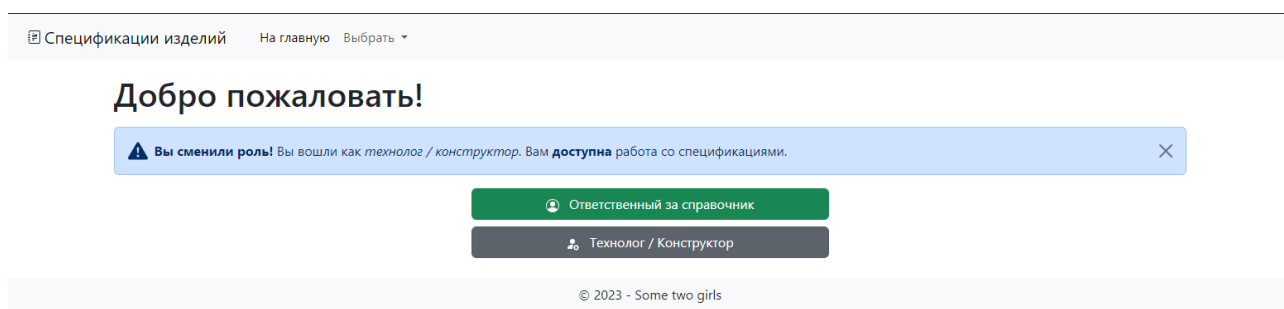 Спецификации изделий На главную Выбрать
Добро пожаловать!
Вы сменили роль! Вы вошли как технолог / конструктор. Вам доступна работа со спецификациями.
Ответственный за справочник
Технолог / Конструктор
© 2023 - Some two girls